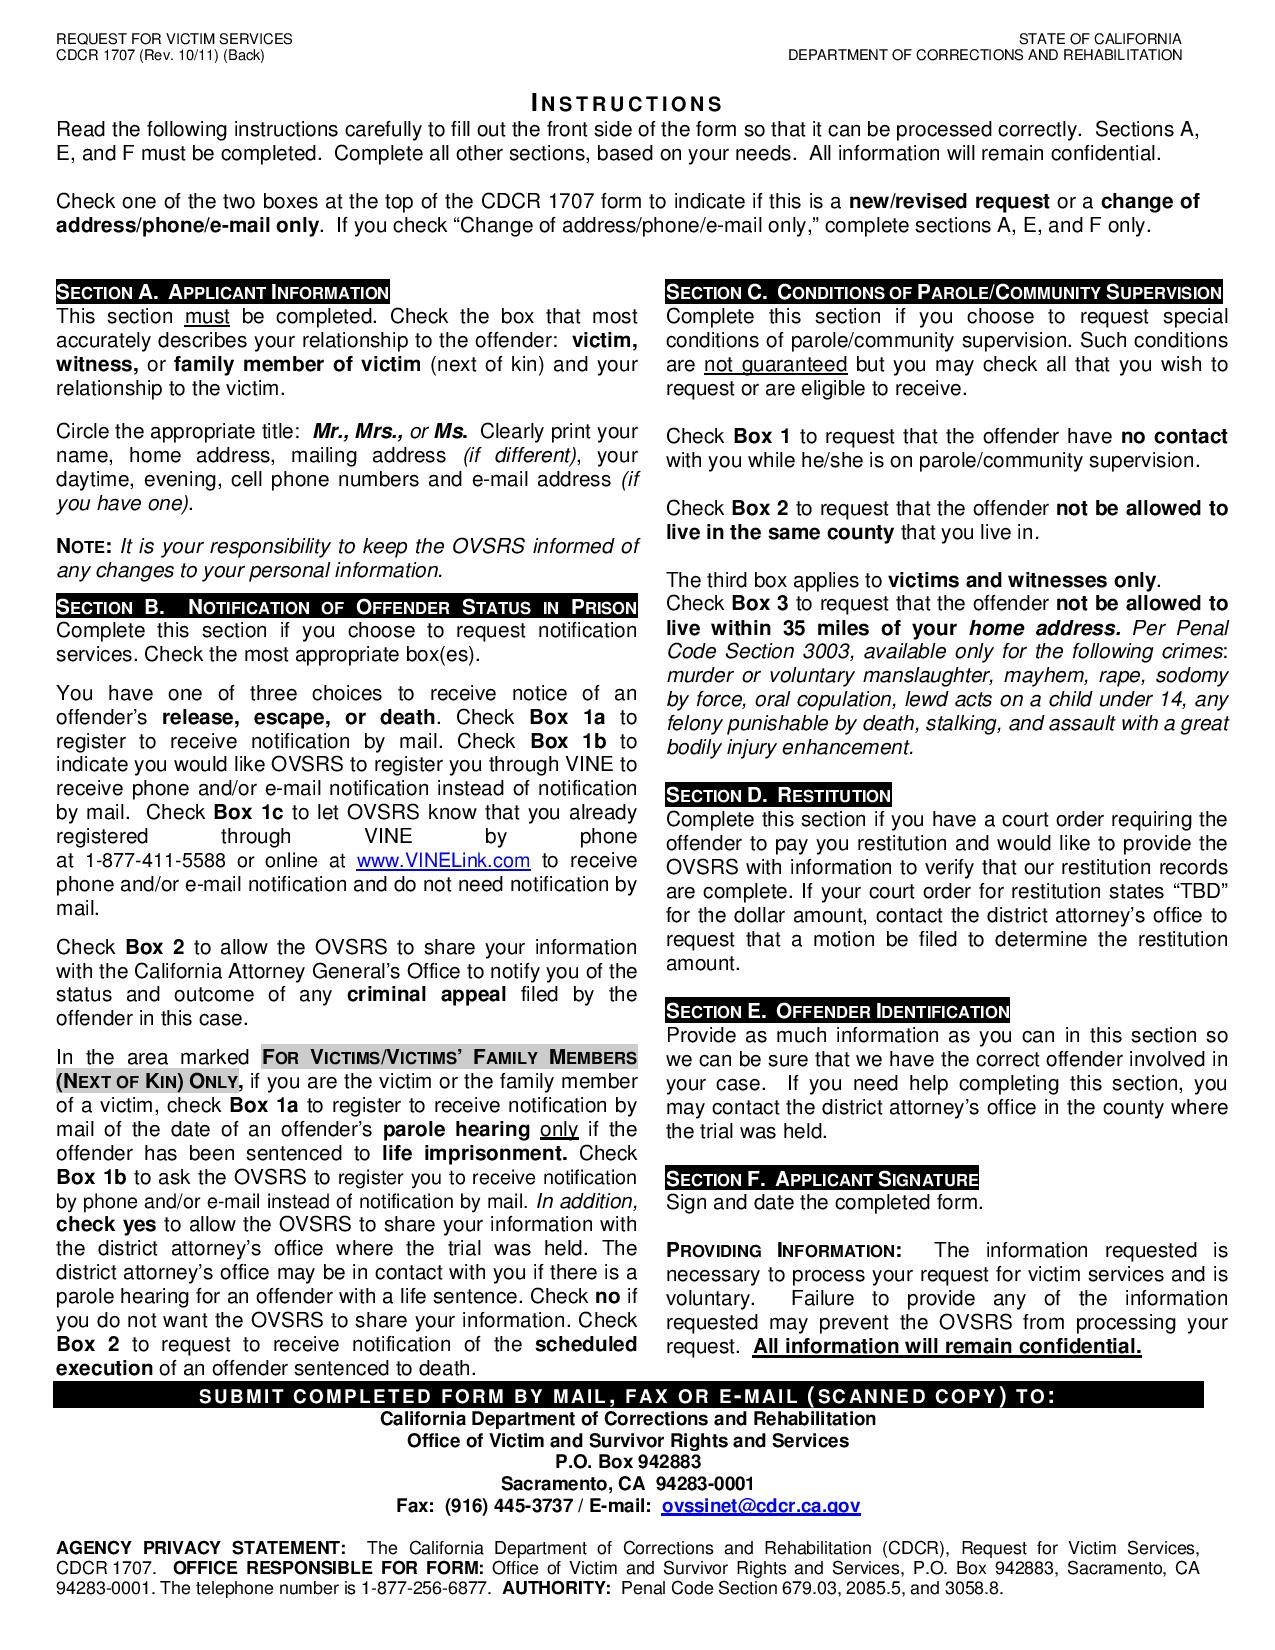 REQUEST FOR VICTIM SERVICES
CDCR 1707 (Rev. 10/11) (Back)
STATE OF CALIFORNIA
DEPARTMENT OF CORRECTIONS AND REHABILITATION
INSTRUCTIONS
Read the following instructions carefully to fill out the front side of the form so that it can be processed correctly. Sections A,
E, and F must be completed. Complete all other sections, based on your needs. All information will remain confidential.
Check one of the two boxes at the top of the CDCR 1707 form to indicate if this is a new/revised request or a change of
address/phone/e-mail only. If you check “Change of address/phone/e-mail only,” complete sections A, E, and F only.
SECTION A. APPLICANT INFORMATION
This section must be completed. Check the box that most
accurately describes your relationship to the offender: victim,
witness, or family member of victim (next of kin) and your
relationship to the victim.
Circle the appropriate title: Mr., Mrs., or Ms. Clearly print your
name, home address, mailing address (if different), your
daytime, evening, cell phone numbers and e-mail address (if
you have one).
NOTE: It is your responsibility to keep the OVSRS informed of
any changes to your personal information.
SECTION B. NOTIFICATION OF OFFENDER STATUS IN PRISON
Complete this section if you choose to request notification
services. Check the most appropriate box(es).
You have one of three choices to receive notice of an
offender’s release, escape, or death. Check Box 1a to
register to receive notification by mail. Check Box 1b to
indicate you would like OVSRS to register you through VINE to
receive phone and/or e-mail notification instead of notification
by mail. Check Box 1c to let OVSRS know that you already
registered through VINE by phone
at 1-877-411-5588 or online at www.VINELink.com to receive
phone and/or e-mail notification and do not need notification by
mail.
Check Box 2 to allow the OVSRS to share your information
with the California Attorney General’s Office to notify you of the
status and outcome of any criminal appeal filed by the
offender in this case.
In the area marked FOR VICTIMS/VICTIMS’ FAMILY MEMBERS
(NEXT OF KIN) ONLY, if you are the victim or the family member
of a victim, check Box 1a to register to receive notification by
mail of the date of an offender’s parole hearing only if the
offender has been sentenced to life imprisonment. Check
Box 1b to ask the OVSRS to register you to receive notification
by phone and/or e-mail instead of notification by mail. In addition,
check yes to allow the OVSRS to share your information with
the district attorney’s office where the trial was held. The
district attorney’s office may be in contact with you if there is a
parole hearing for an offender with a life sentence. Check no if
you do not want the OVSRS to share your information. Check
Box 2 to request to receive notification of the scheduled
execution of an offender sentenced to death.
SECTION C. CONDITIONS OF PAROLE/COMMUNITY SUPERVISION
Complete this section if you choose to request special
conditions of parole/community supervision. Such conditions
are not guaranteed but you may check all that you wish to
request or are eligible to receive.
Check Box 1 to request that the offender have no contact
with you while he/she is on parole/community supervision.
Check Box 2 to request that the offender not be allowed to
live in the same county that you live in.
The third box applies to victims and witnesses only.
Check Box 3 to request that the offender not be allowed to
live within 35 miles of your home address. Per Penal
Code Section 3003, available only for the following crimes:
murder or voluntary manslaughter, mayhem, rape, sodomy
by force, oral copulation, lewd acts on a child under 14, any
felony punishable by death, stalking, and assault with a great
bodily injury enhancement.
SECTION D. RESTITUTION
Complete this section if you have a court order requiring the
offender to pay you restitution and would like to provide the
OVSRS with information to verify that our restitution records
are complete. If your court order for restitution states “TBD”
for the dollar amount, contact the district attorney’s office to
request that a motion be filed to determine the restitution
amount.
SECTION E. OFFENDER IDENTIFICATION
Provide as much information as you can in this section so
we can be sure that we have the correct offender involved in
your case. If you need help completing this section, you
may contact the district attorney’s office in the county where
the trial was held.
SECTION F. APPLICANT SIGNATURE
Sign and date the completed form.
PROVIDING INFORMATION: The information requested is
necessary to process your request for victim services and is
voluntary. Failure to provide any of the information
requested may prevent the OVSRS from processing your
request. All information will remain confidential.
SUBMIT COMPLETED FORM BY MAIL, FAX OR E-MAIL (SCANNED COPY) TO:
California Department of Corrections and Rehabilitation
Office of Victim and Survivor Rights and Services
P.O. Box 942883
Sacramento, CA 94283-0001
Fax: (916) 445-3737 / E-mail: ovssinet@cdcr.ca.gov
AGENCY PRIVACY STATEMENT: The California Department of Corrections and Rehabilitation (CDCR), Request for Victim Services,
CDCR 1707. OFFICE RESPONSIBLE FOR FORM: Office of Victim and Survivor Rights and Services, P.O. Box 942883, Sacramento, CA
94283-0001. The telephone number is 1-877-256-6877. AUTHORITY: Penal Code Section 679.03, 2085.5, and 3058.8.